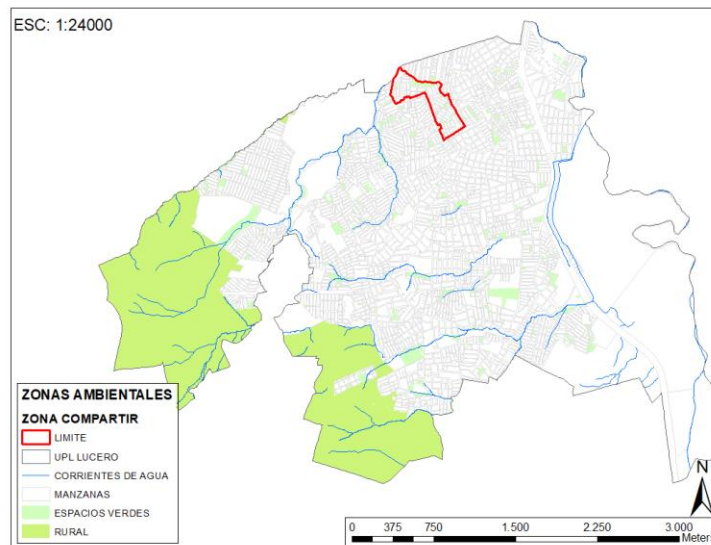 ESC: 1:24000
ZONAS AMBIENTALES
ZONA COMPARTIR
LIMITE
UPL LUCERO
CORRIENTES DE AGUA
MANZANAS
ESPACIOS VERDES
RURAL
N
0 375 750 1.500 2.250 3.000
Meters